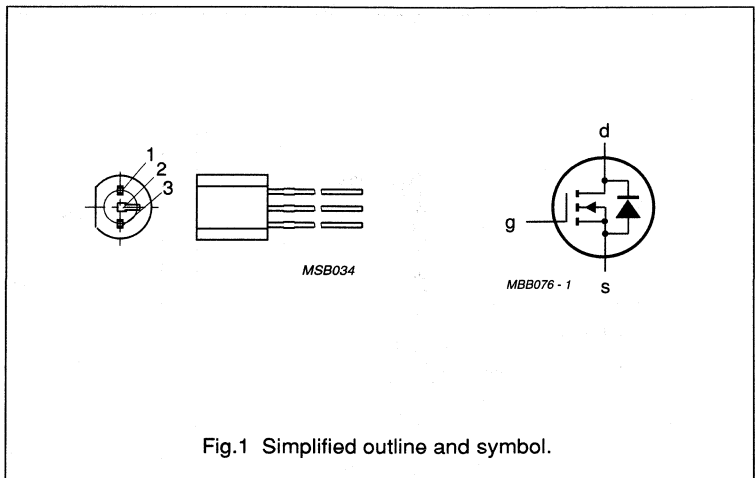 1
2
3
MSB034
d
g
s
MBB076 - 1
Fig.1 Simplified outline and symbol.